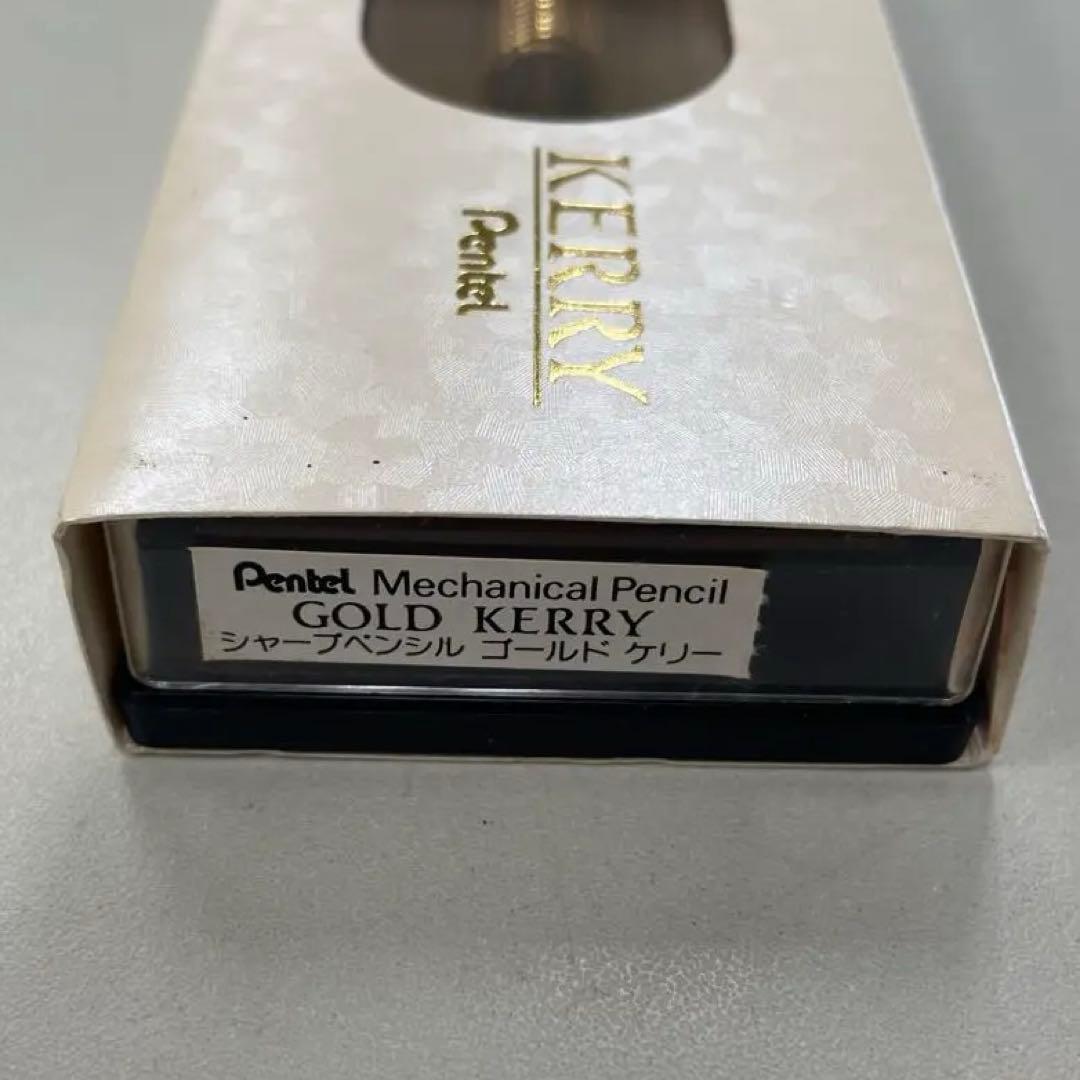 KERRY
Pentel
Pentel Mechanical Pencil
GOLD KERRY
シャープペンシル ゴールド ケリー